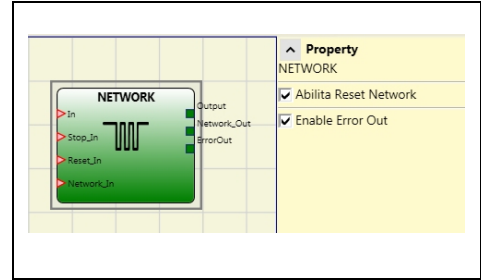 NETWORK
In
Stop_In
Reset_In
Network_In
Output
Network_Out
ErrorOut
Property
NETWORK
Abilita Reset Network
Enable Error Out